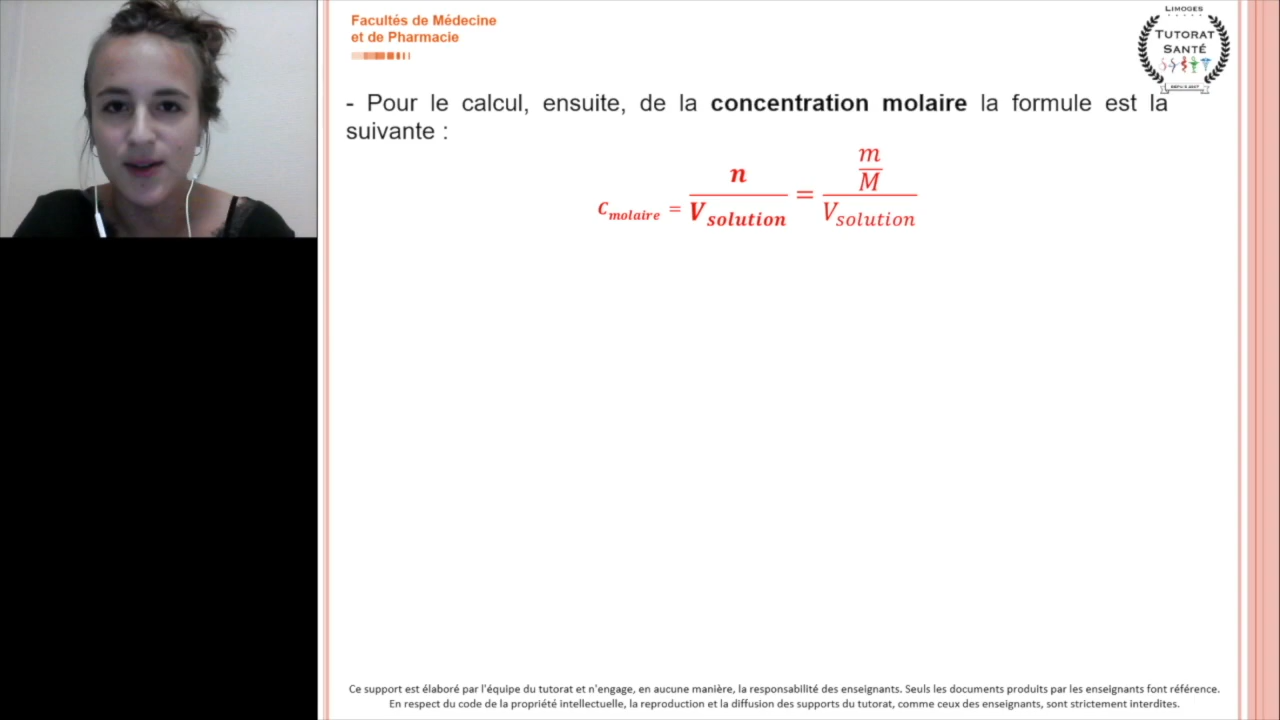 Facultés de Médecine
et de Pharmacie
LIMOGES
TUTORAT
SANTÉ
DEPUIS 2007
- Pour le calcul, ensuite, de la concentration molaire la formule est la
suivante :
c_molaire = n / V_solution = (m / M) / V_solution
Ce support est élaboré par l'équipe du tutorat et n'engage, en aucune manière, la responsabilité des enseignants. Seuls les documents produits par les enseignants font référence.
En respect du code de la propriété intellectuelle, la reproduction et la diffusion des supports du tutorat, comme ceux des enseignants, sont strictement interdites.